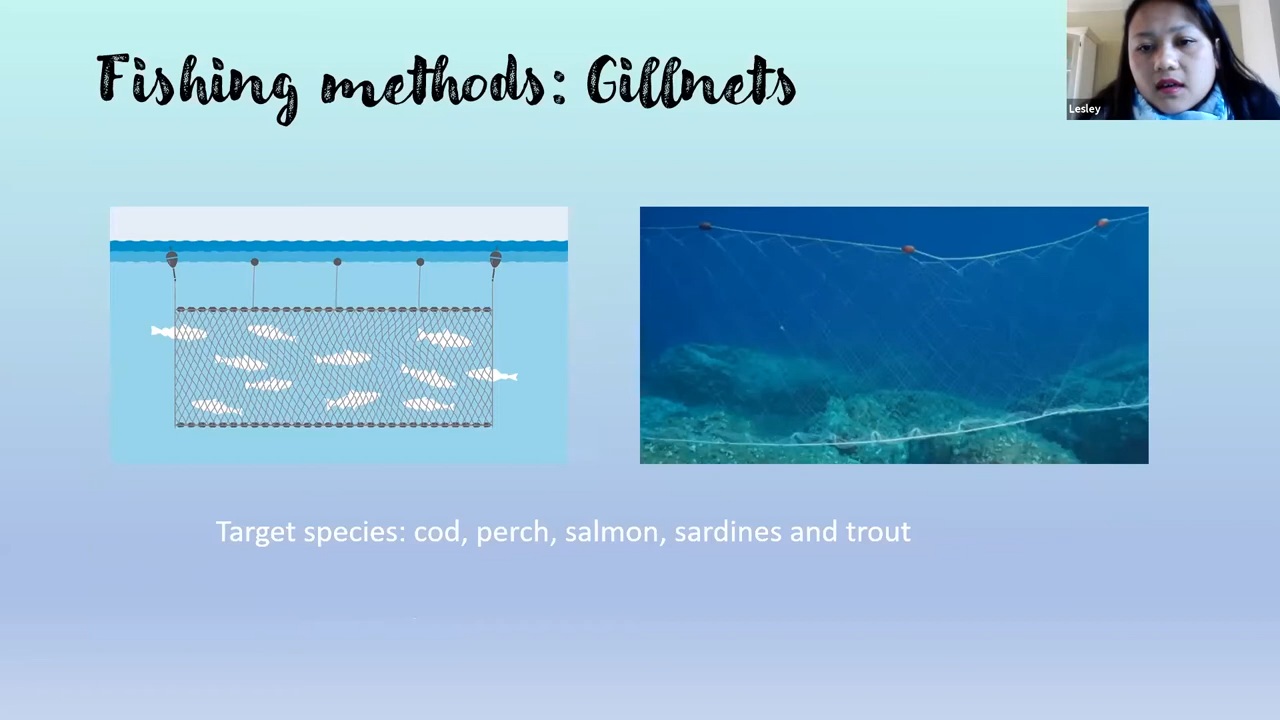 Fishing methods: Gillnets
Lesley
Target species: cod, perch, salmon, sardines and trout